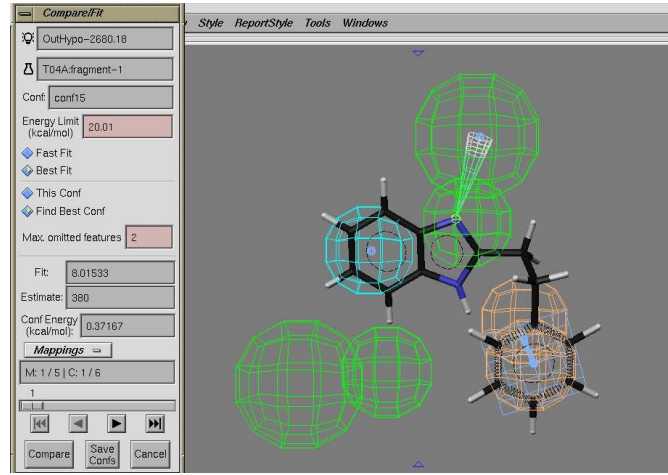 Compare/Fit
Style ReportStyle Tools Windows
OutHypo-2680.18
T04A:fragment-1
Conf: conf15
Energy Limit
(kcal/mol) 20.01
Fast Fit
Best Fit
This Conf
Find Best Conf
Max. omitted features 2
Fit: 8.01533
Estimate: 380
Conf Energy
(kcal/mol): 0.37167
Mappings
M: 1 / 5 | C: 1 / 6
1
Compare
Save
Confs
Cancel